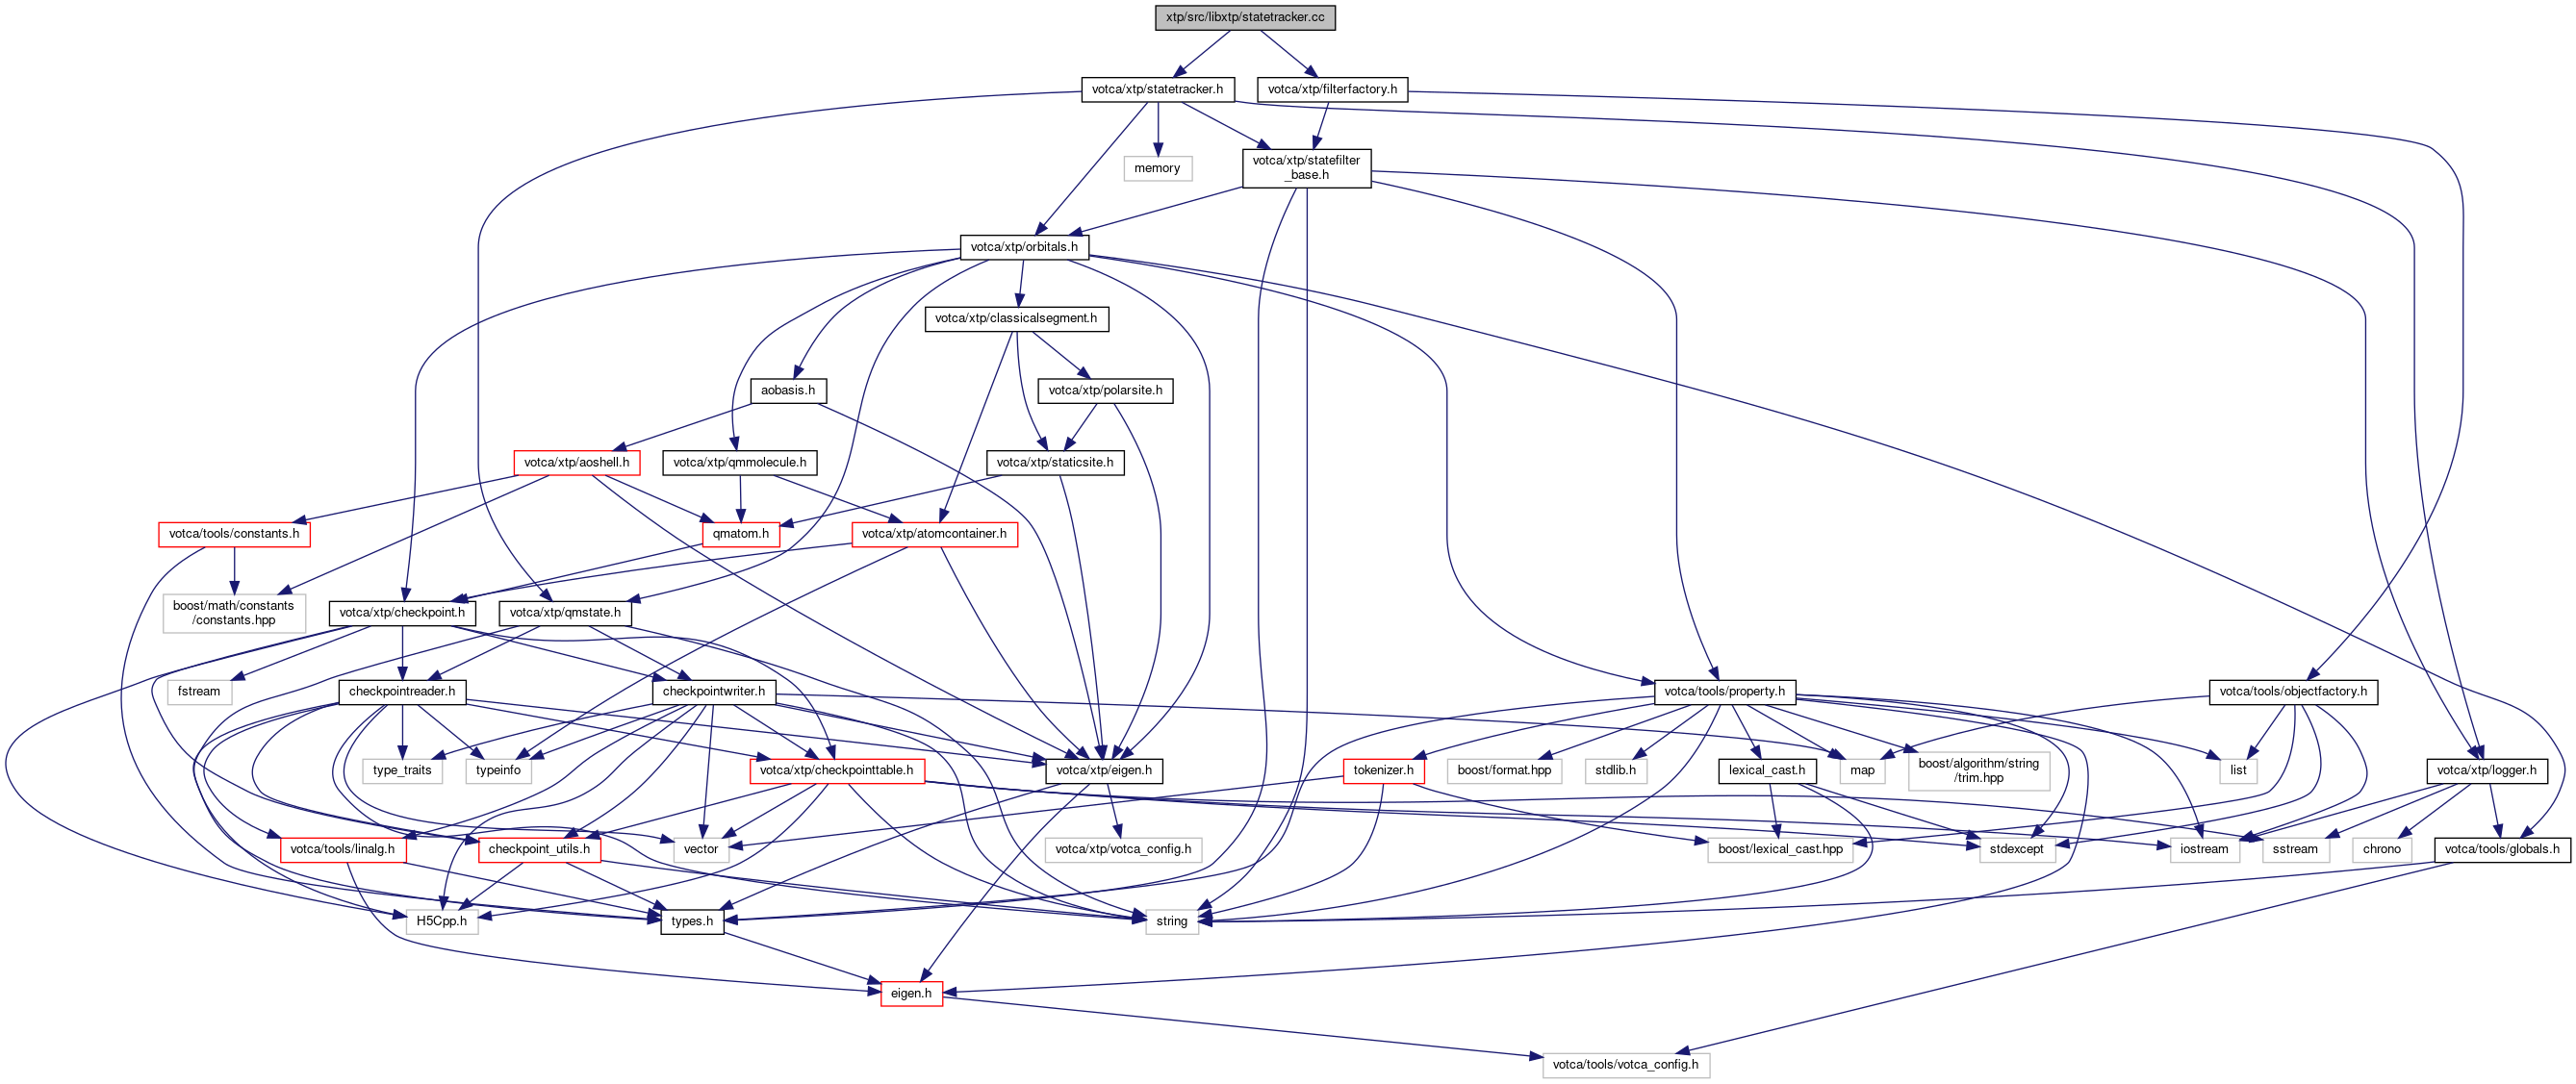 xtp/src/libxtp/statetracker.cc
votca/xtp/statetracker.h
votca/xtp/filterfactory.h
memory
votca/xtp/statefilter
_base.h
votca/xtp/orbitals.h
votca/xtp/classicalsegment.h
aobasis.h
votca/xtp/polarsite.h
votca/xtp/aoshell.h
votca/xtp/qmmolecule.h
votca/xtp/staticsite.h
votca/tools/constants.h
qmatom.h
votca/xtp/atomcontainer.h
boost/math/constants
/constants.hpp
votca/xtp/checkpoint.h
votca/xtp/qmstate.h
fstream
checkpointreader.h
checkpointwriter.h
votca/tools/property.h
votca/tools/objectfactory.h
type_traits
typeinfo
votca/xtp/checkpointtable.h
votca/xtp/eigen.h
tokenizer.h
boost/format.hpp
stdlib.h
lexical_cast.h
map
boost/algorithm/string
/trim.hpp
list
votca/xtp/logger.h
votca/tools/linalg.h
checkpoint_utils.h
vector
votca/xtp/votca_config.h
boost/lexical_cast.hpp
stdexcept
iostream
sstream
chrono
votca/tools/globals.h
H5Cpp.h
types.h
string
eigen.h
votca/tools/votca_config.h